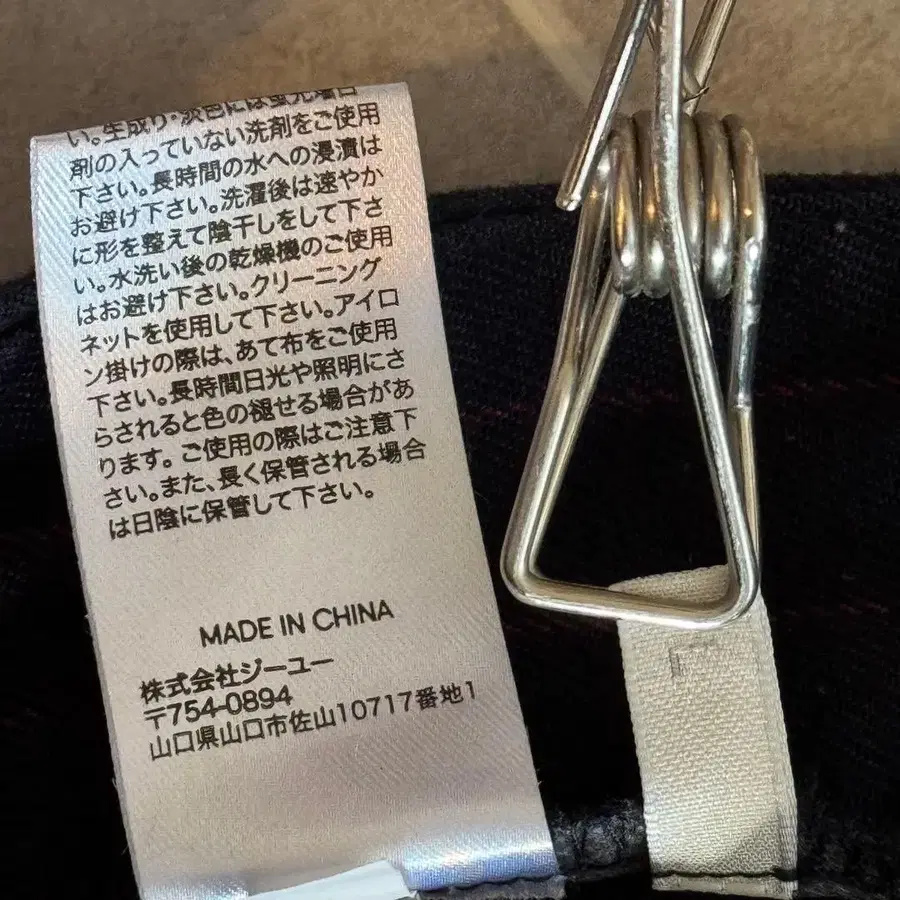 い。生成り・淡色には蛍光増白
剤の入っていない洗剤をご使用
下さい。長時間の水への浸漬は
お避け下さい。洗濯後は速やか
に形を整えて陰干しをして下さ
い。水洗い後の乾燥機のご使用
はお避け下さい。クリーニング
ネットを使用して下さい。アイロ
ン掛けの際は、あて布をご使用
下さい。長時間日光や照明にさ
らされると色の褪せる場合があ
ります。ご使用の際はご注意下
さい。また、長く保管される場合
は日陰に保管して下さい。
MADE IN CHINA
株式会社ジーユー
〒754-0894
山口県山口市佐山10717番地1